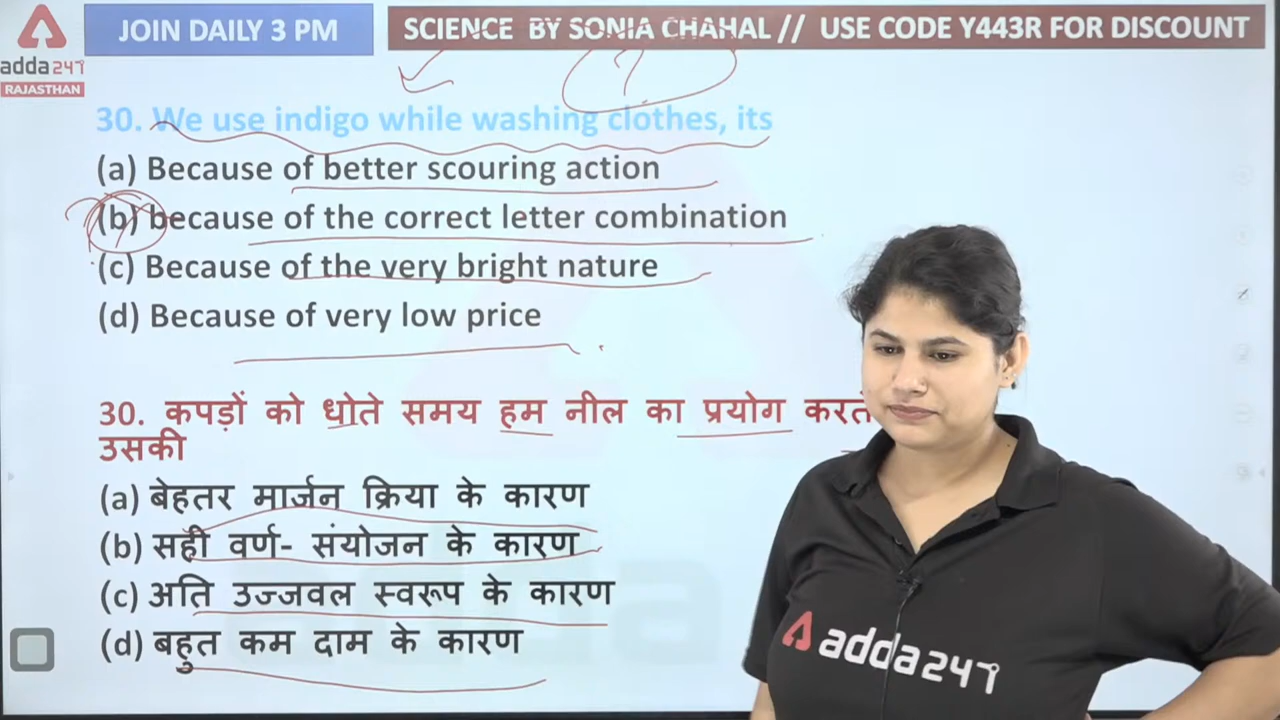 adda247
RAJASTHAN
JOIN DAILY 3 PM
SCIENCE BY SONIA CHAHAL // USE CODE Y443R FOR DISCOUNT
30. We use indigo while washing clothes, its
(a) Because of better scouring action
(b) because of the correct letter combination
(c) Because of the very bright nature
(d) Because of very low price
30. कपड़ों को धोते समय हम नील का प्रयोग करते
उसकी
(a) बेहतर मार्जन क्रिया के कारण
(b) सही वर्ण- संयोजन के कारण
(c) अति उज्जवल स्वरूप के कारण
(d) बहुत कम दाम के कारण
adda247